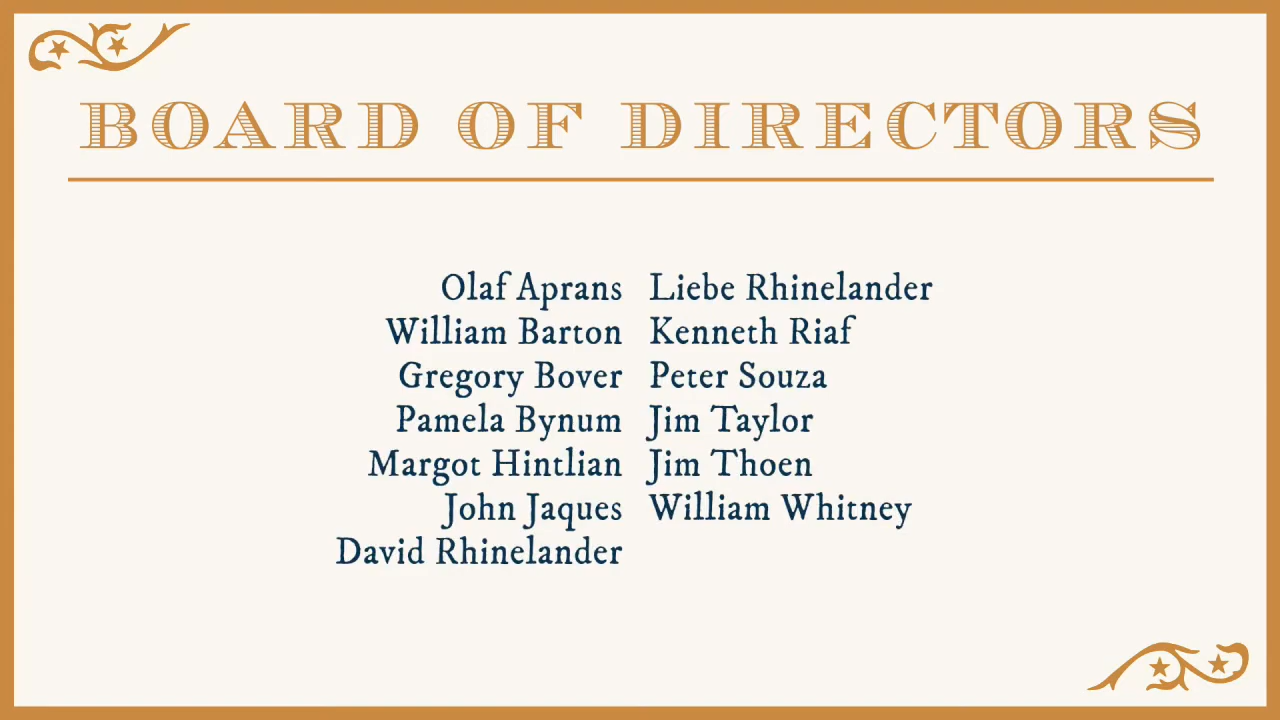 BOARD OF DIRECTORS
Olaf Aprans
William Barton
Gregory Bover
Pamela Bynum
Margot Hintlian
John Jaques
David Rhinelander
Liebe Rhinelander
Kenneth Riaf
Peter Souza
Jim Taylor
Jim Thoen
William Whitney